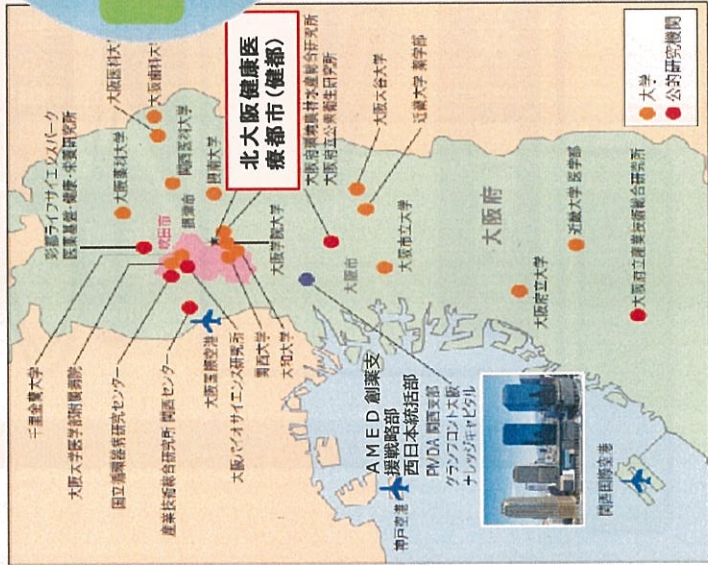 彩都ライフサイエンスパーク
医薬基盤・健康・栄養研究所
千里金蘭大学
大阪大学医学部附属病院
国立循環器病研究センター
産業技術総合研究所 関西センター
大阪国際空港
大阪バイオサイエンス研究所
関西大学
大和大学
大阪学院大学
吹田市
摂津市
大阪薬科大学
大阪医科大
大阪歯科大
関西医科大学
摂南大学
北大阪健康医
療都市(健都)
大阪府環境農林水産総合研究所
大阪府立公衆衛生研究所
大阪大谷大学
近畿大学 薬学部
大阪市
大阪市立大学
大阪府
大阪府立大学
近畿大学 医学部
大阪府立産業技術総合研究所
AMED 創薬支
援戦略部
西日本統括部
PMDA 関西支部
グランフロント大阪
ナレッジキャピタル
神戸空港
関西国際空港
大学
公的研究機関